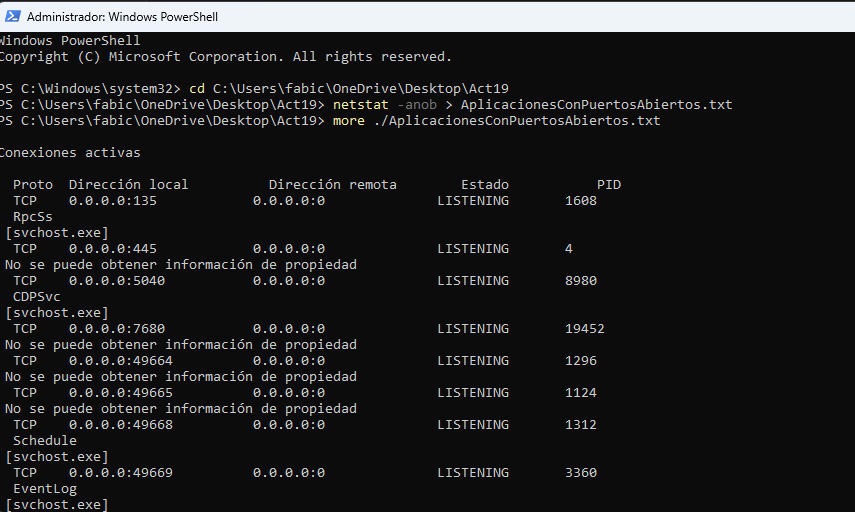 Administrador: Windows PowerShell
Windows PowerShell
Copyright (C) Microsoft Corporation. All rights reserved.
PS C:\Windows\system32> cd C:\Users\fabic\OneDrive\Desktop\Act19
PS C:\Users\fabic\OneDrive\Desktop\Act19> netstat -anob > AplicacionesConPuertosAbiertos.txt
PS C:\Users\fabic\OneDrive\Desktop\Act19> more ./AplicacionesConPuertosAbiertos.txt
Conexiones activas
Proto Dirección local Dirección remota Estado PID
TCP 0.0.0.0:135 0.0.0.0:0 LISTENING 1608
RpcSs
[svchost.exe]
TCP 0.0.0.0:445 0.0.0.0:0 LISTENING 4
No se puede obtener información de propiedad
TCP 0.0.0.0:5040 0.0.0.0:0 LISTENING 8980
CDPSvc
[svchost.exe]
TCP 0.0.0.0:7680 0.0.0.0:0 LISTENING 19452
No se puede obtener información de propiedad
TCP 0.0.0.0:49664 0.0.0.0:0 LISTENING 1296
No se puede obtener información de propiedad
TCP 0.0.0.0:49665 0.0.0.0:0 LISTENING 1124
No se puede obtener información de propiedad
TCP 0.0.0.0:49668 0.0.0.0:0 LISTENING 1312
Schedule
[svchost.exe]
TCP 0.0.0.0:49669 0.0.0.0:0 LISTENING 3360
EventLog
[svchost.exe]